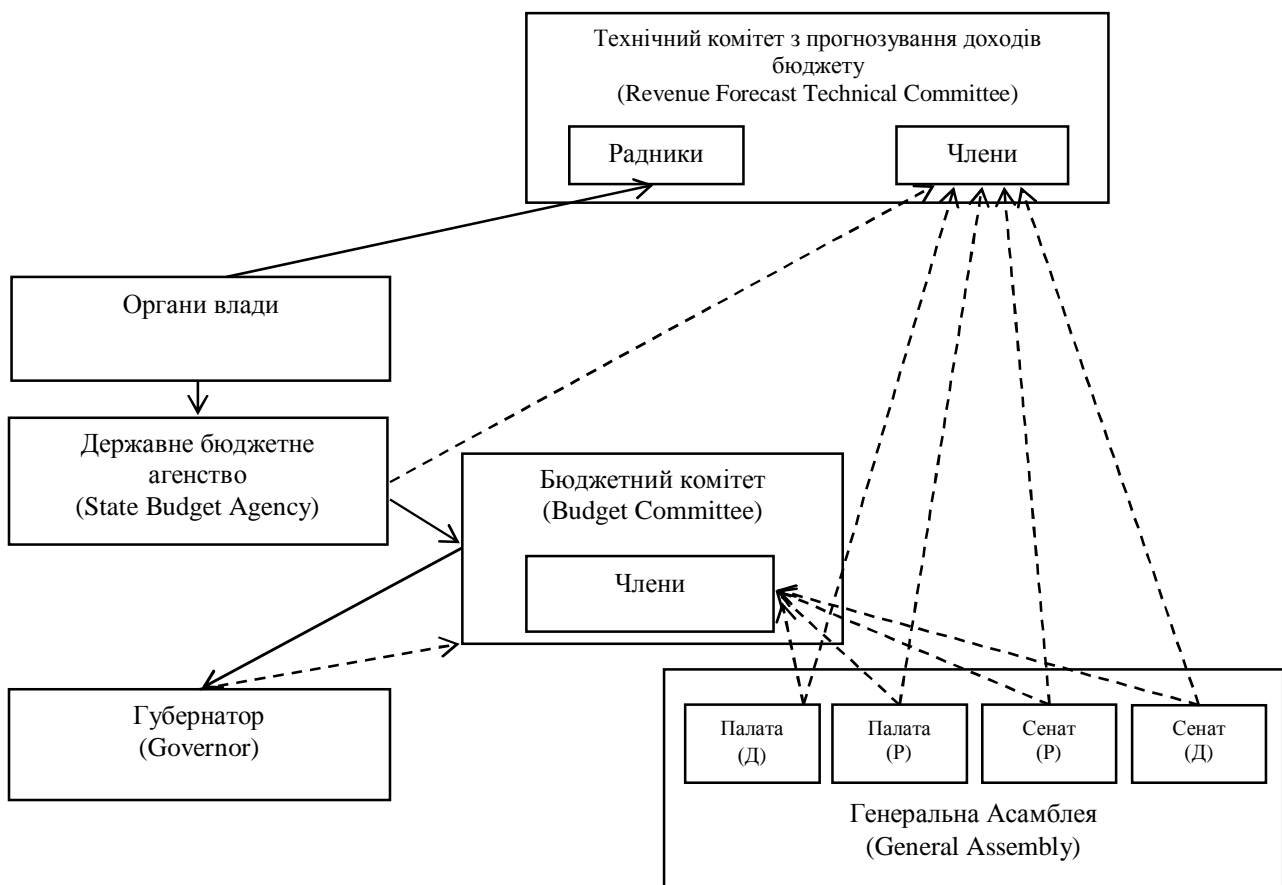 Технічний комітет з прогнозування доходів
бюджету
(Revenue Forecast Technical Committee)
Радники
Члени
Органи влади
Державне бюджетне
агенство
(State Budget Agency)
Бюджетний комітет
(Budget Committee)
Члени
Губернатор
(Governor)
Палата
(Д)
Палата
(Р)
Сенат
(Р)
Сенат
(Д)
Генеральна Асамблея
(General Assembly)